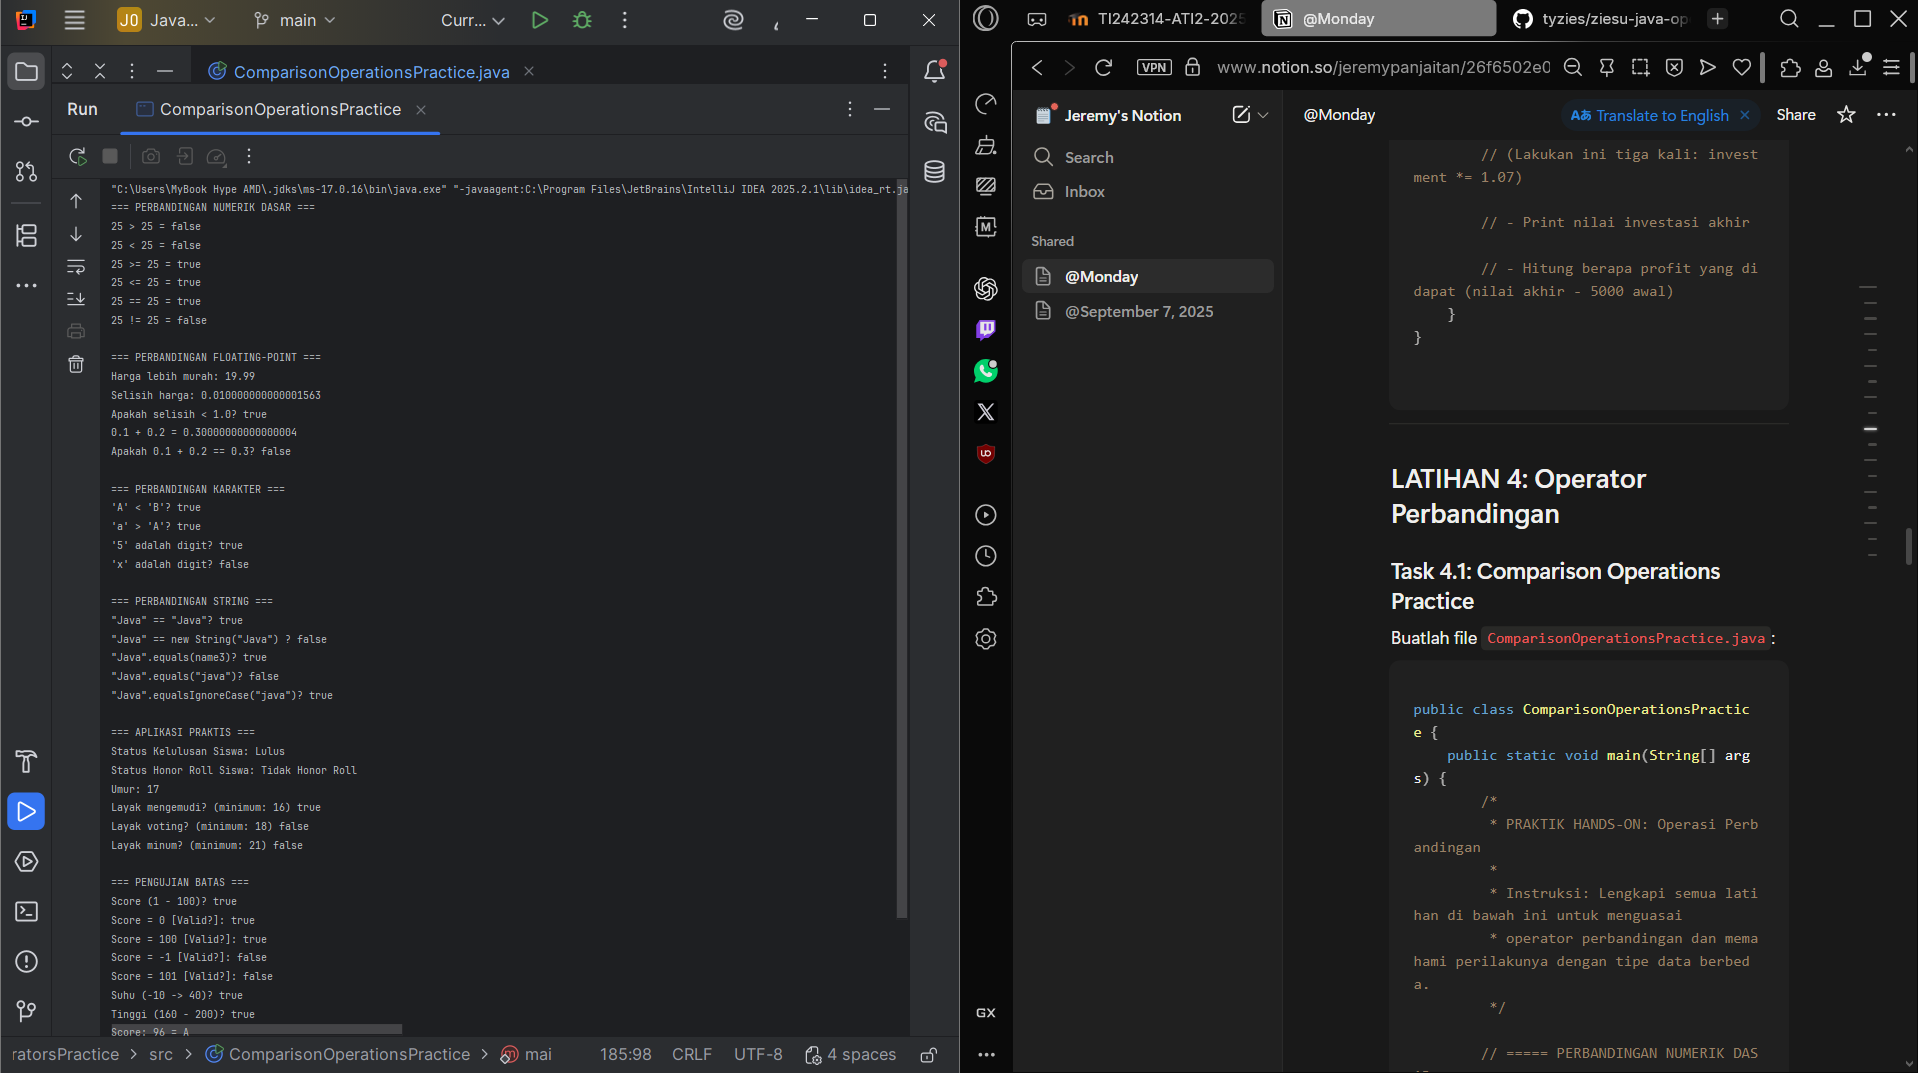 J0 Java... main Curr...
ComparisonOperationsPractice.java
Run ComparisonOperationsPractice
"C:\Users\MyBook Hype AMD\.jdks\ms-17.0.16\bin\java.exe" "-javaagent:C:\Program Files\JetBrains\IntelliJ IDEA 2025.2.1\lib\idea_rt.ja
=== PERBANDINGAN NUMERIK DASAR ===
25 > 25 = false
25 < 25 = false
25 >= 25 = true
25 <= 25 = true
25 == 25 = true
25 != 25 = false
=== PERBANDINGAN FLOATING-POINT ===
Harga lebih murah: 19.99
Selisih harga: 0.010000000000001563
Apakah selisih < 1.0? true
0.1 + 0.2 = 0.30000000000000004
Apakah 0.1 + 0.2 == 0.3? false
=== PERBANDINGAN KARAKTER ===
'A' < 'B'? true
'a' > 'A'? true
'5' adalah digit? true
'x' adalah digit? false
=== PERBANDINGAN STRING ===
"Java" == "Java"? true
"Java" == new String("Java") ? false
"Java".equals(name3)? true
"Java".equals("java")? false
"Java".equalsIgnoreCase("java")? true
=== APLIKASI PRAKTIS ===
Status Kelulusan Siswa: Lulus
Status Honor Roll Siswa: Tidak Honor Roll
Umur: 17
Layak mengemudi? (minimum: 16) true
Layak voting? (minimum: 18) false
Layak minum? (minimum: 21) false
=== PENGUJIAN BATAS ===
Score (1 - 100)? true
Score = 0 [Valid?]: true
Score = 100 [Valid?]: true
Score = -1 [Valid?]: false
Score = 101 [Valid?]: false
Suhu (-10 -> 40)? true
Tinggi (160 - 200)? true
Score: 96 = A
ratorsPractice > src > ComparisonOperationsPractice > mai 185:98 CRLF UTF-8 4 spaces
TI242314-ATI2-2025 @Monday tyzies/ziesu-java-op
VPN www.notion.so/jeremypanjaitan/26f6502e0
Jeremy's Notion
Search
Inbox
Shared
@Monday
@September 7, 2025
GX
@Monday Translate to English Share
// (Lakukan ini tiga kali: invest
ment *= 1.07)
// - Print nilai investasi akhir
// - Hitung berapa profit yang di
dapat (nilai akhir - 5000 awal)
}
}
LATIHAN 4: Operator
Perbandingan
Task 4.1: Comparison Operations
Practice
Buatlah file ComparisonOperationsPractice.java:
public class ComparisonOperationsPractic
e {
public static void main(String[] arg
s) {
/*
* PRAKTIK HANDS-ON: Operasi Perb
andingan
*
* Instruksi: Lengkapi semua lati
han di bawah ini untuk menguasai
* operator perbandingan dan mema
hami perilakunya dengan tipe data berbed
a.
*/
// ===== PERBANDINGAN NUMERIK DAS